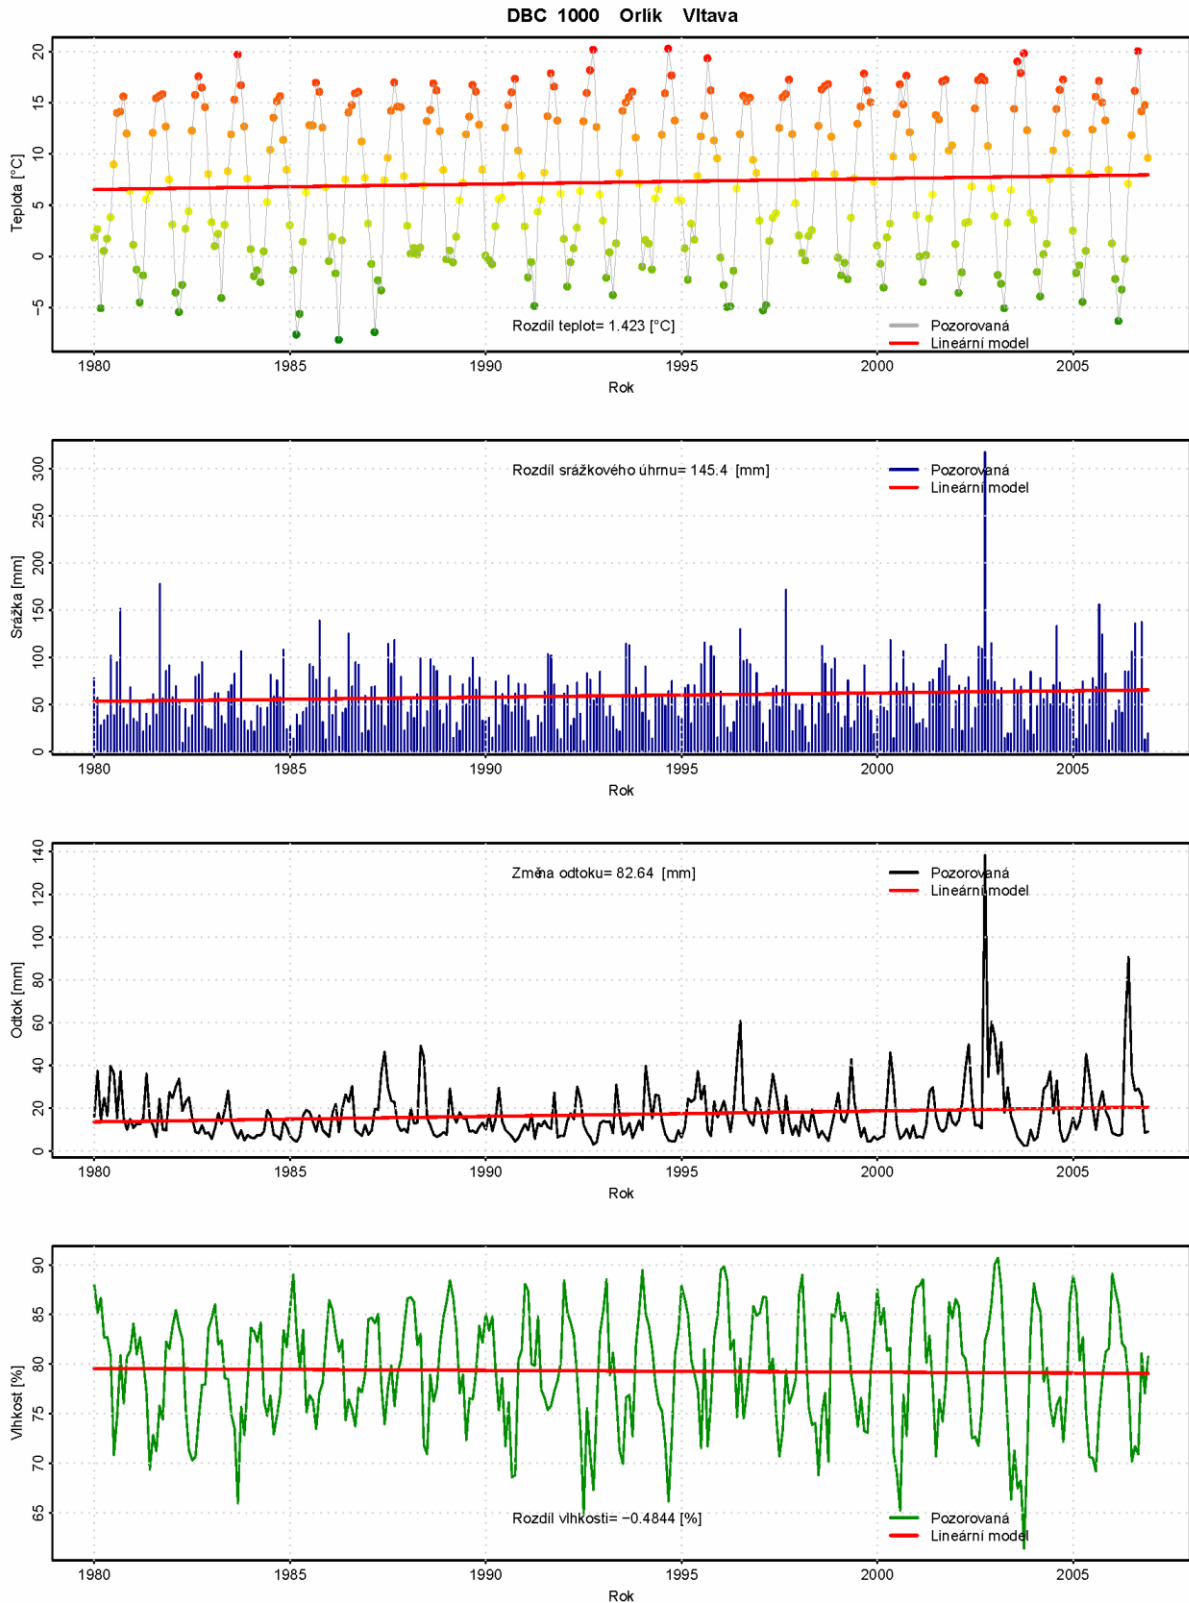 DBC 1000 Orlík Vltava
20
15
10
5
0
−5
Teplota [°C]
Rozdíl teplot= 1.423 [°C]
Pozorovaná
Lineární model
1980 1985 1990 1995 2000 2005
Rok
300
250
200
150
100
50
0
Srážka [mm]
Rozdíl srážkového úhrnu= 145.4 [mm]
Pozorovaná
Lineární model
1980 1985 1990 1995 2000 2005
Rok
140
120
100
80
60
40
20
0
Odtok [mm]
Změna odtoku= 82.64 [mm]
Pozorovaná
Lineární model
1980 1985 1990 1995 2000 2005
Rok
90
85
80
75
70
65
Vlhkost [%]
Rozdíl vlhkosti= −0.4844 [%]
Pozorovaná
Lineární model
1980 1985 1990 1995 2000 2005
Rok